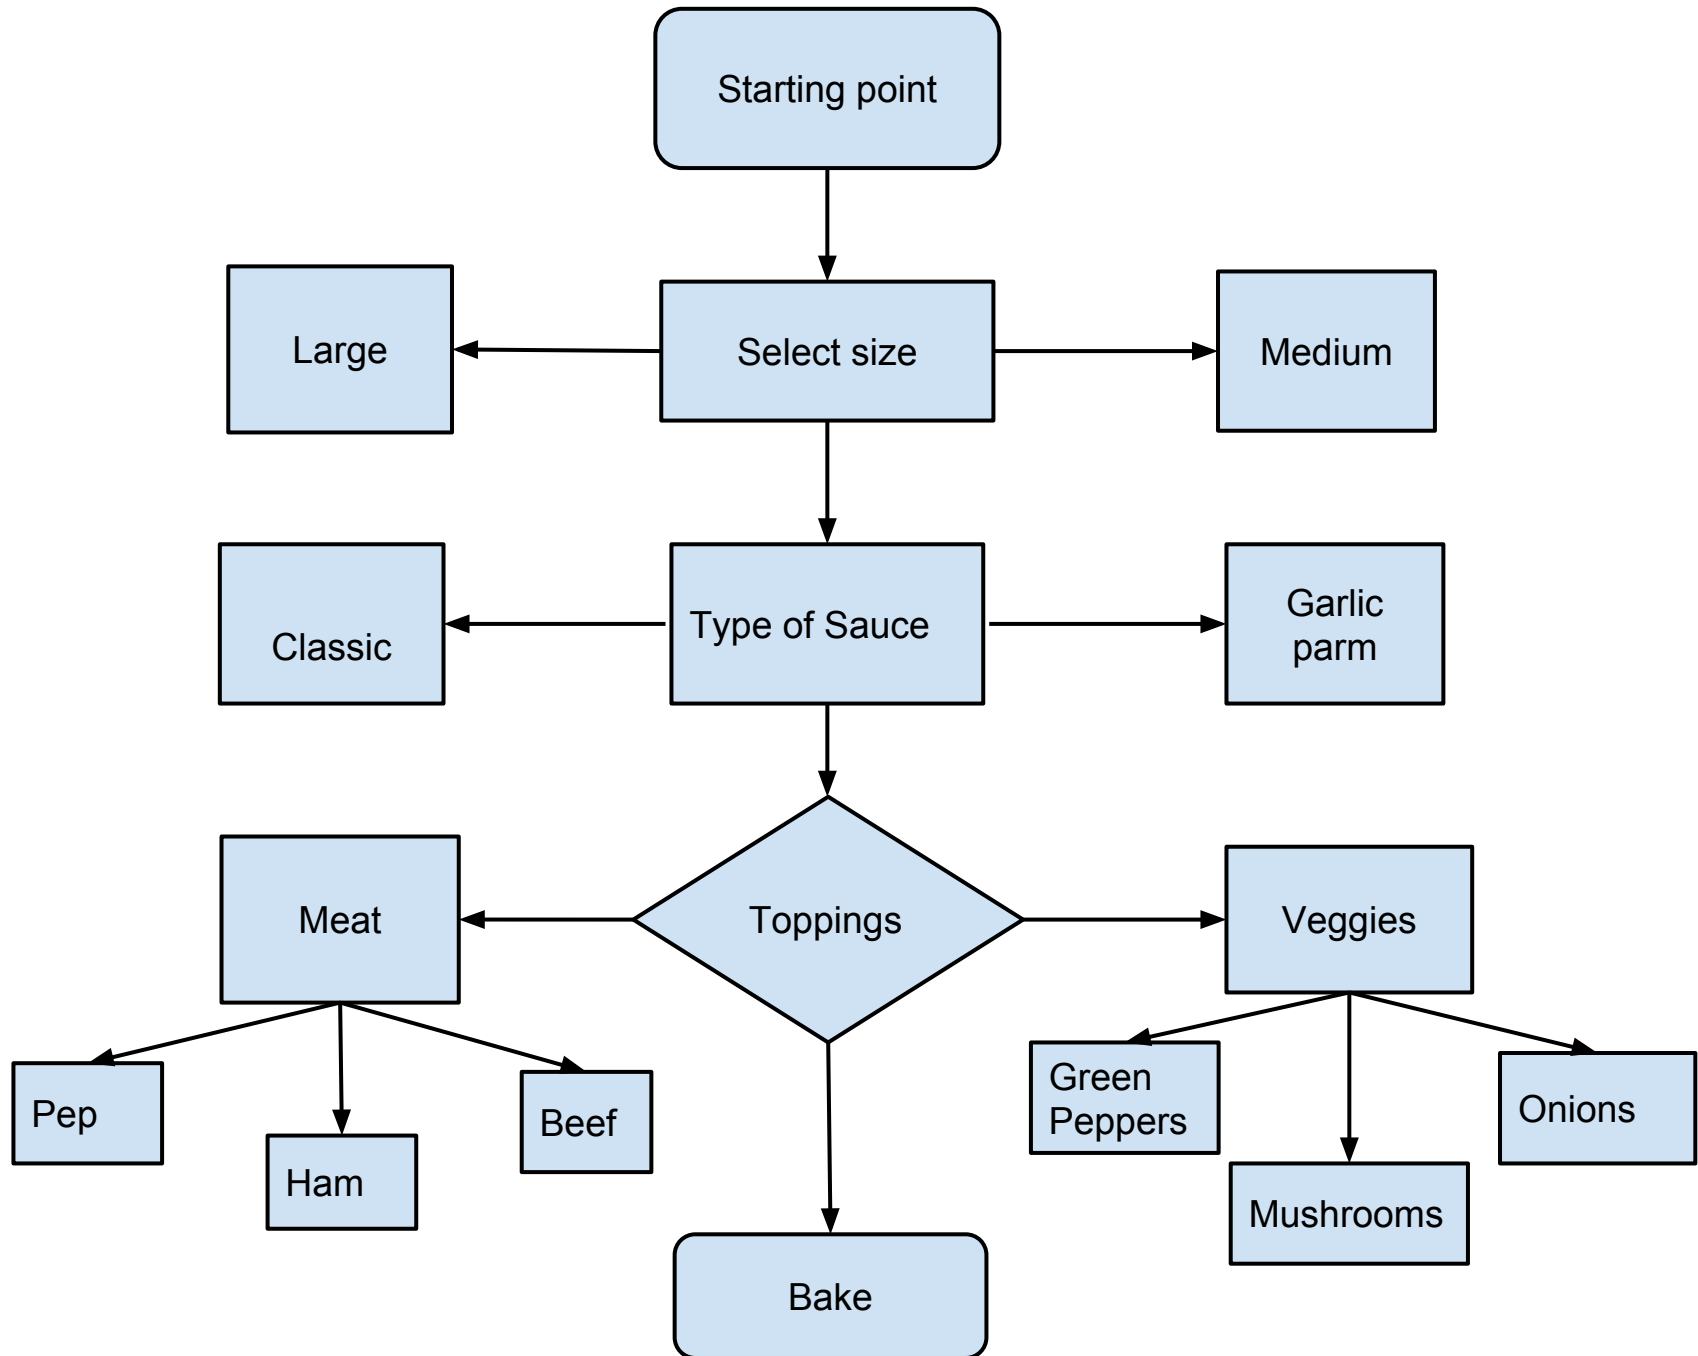 Starting point
Large
Select size
Medium
Classic
Type of Sauce
Garlic
parm
Meat
Toppings
Veggies
Pep
Ham
Beef
Green
Peppers
Mushrooms
Onions
Bake